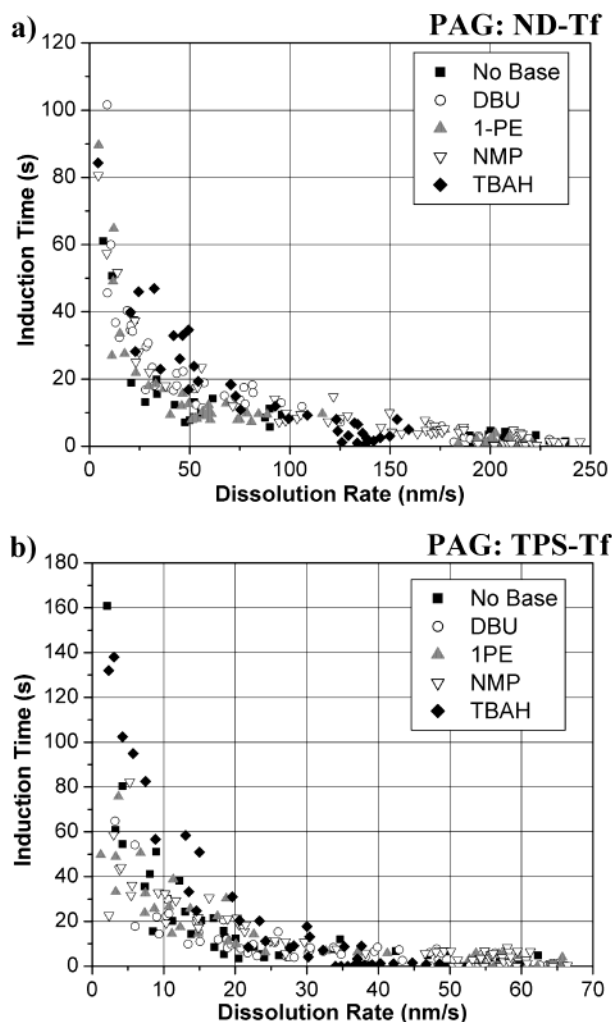 a)
PAG: ND-Tf
No Base
DBU
1-PE
NMP
TBAH
120
100
80
60
40
20
0
Induction Time (s)
0 50 100 150 200 250
Dissolution Rate (nm/s)
b)
PAG: TPS-Tf
No Base
DBU
1PE
NMP
TBAH
180
160
140
120
100
80
60
40
20
0
Induction Time (s)
0 10 20 30 40 50 60 70
Dissolution Rate (nm/s)